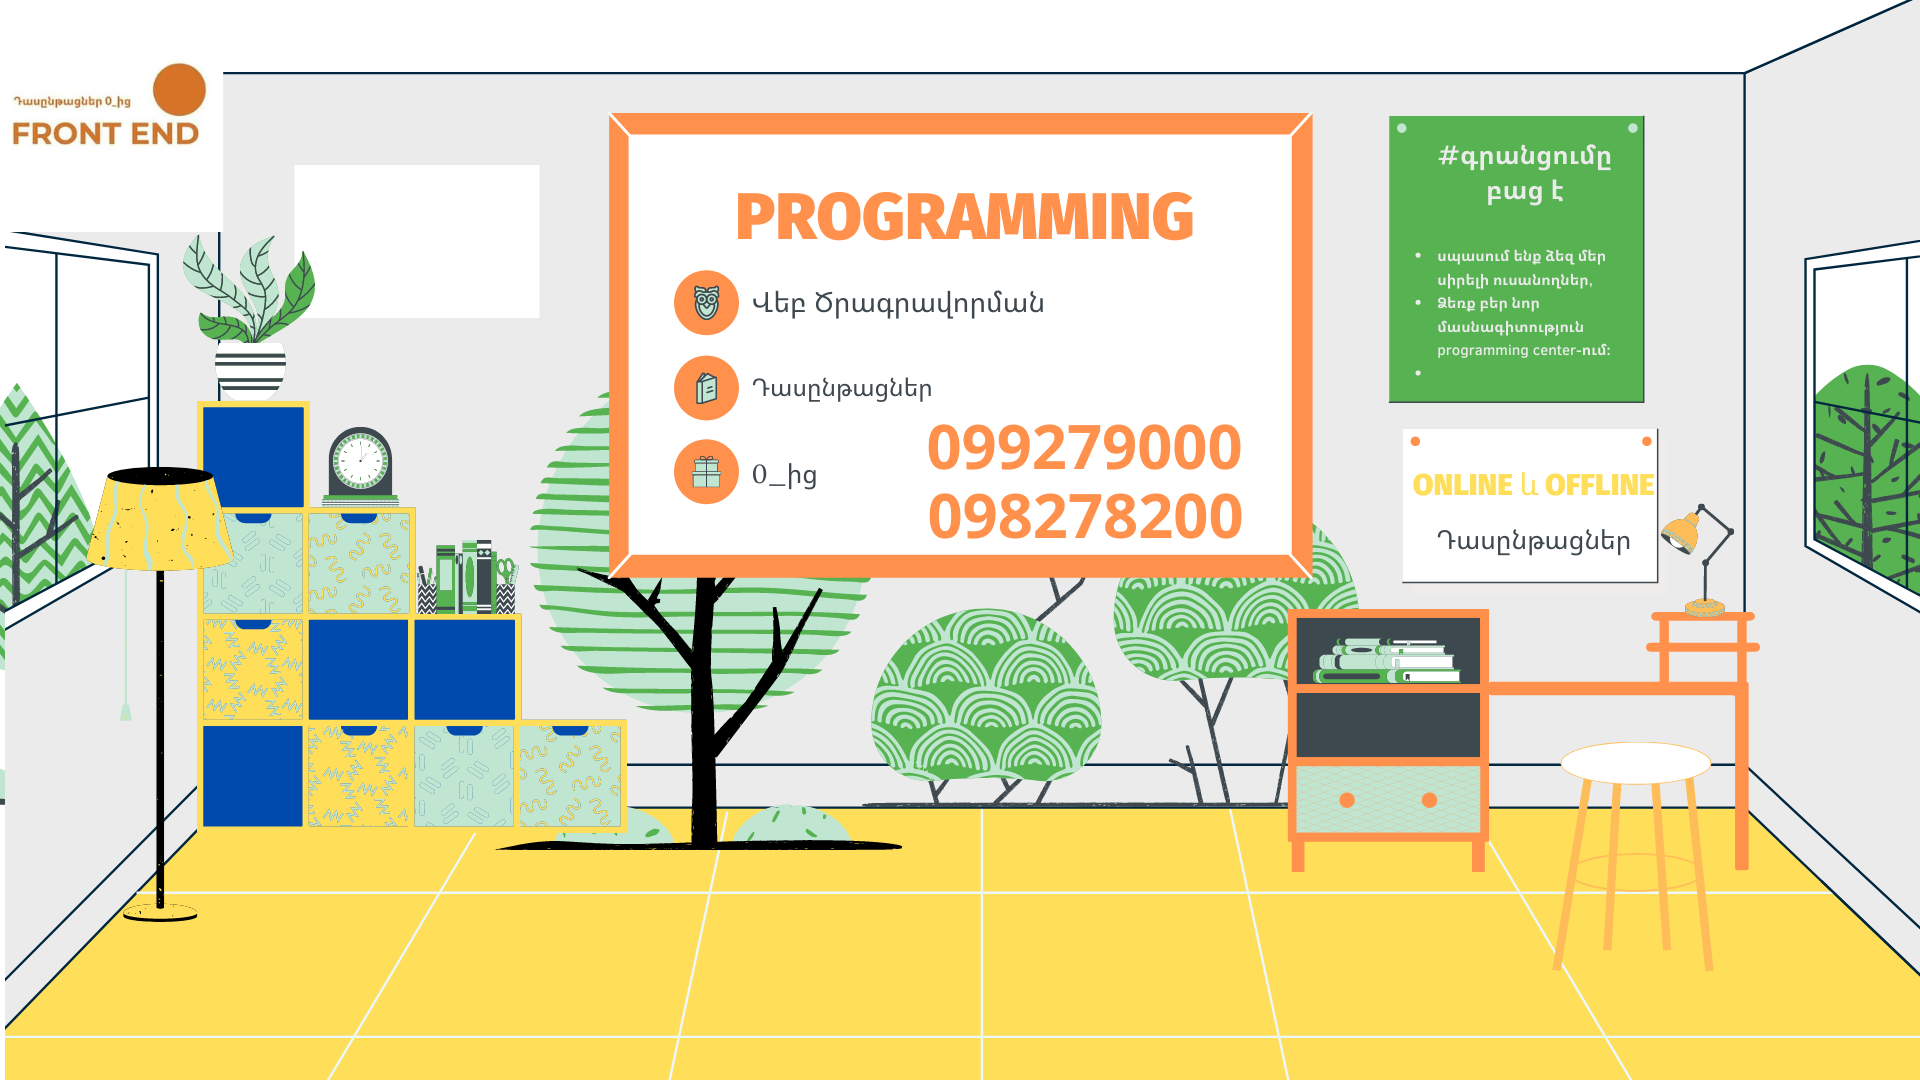 Դասընթացներ 0_ից
FRONT END
PROGRAMMING
Վեբ Ծրագրավորման
Դասընթացներ
0_ից
099279000
098278200
#գրանցումը
բաց է
• սպասում ենք ձեզ մեր
սիրելի ուսանողներ,
• Ձեռք բեր նոր
մասնագիտություն
programming center-ում:
•
ONLINE և OFFLINE
Դասընթացներ